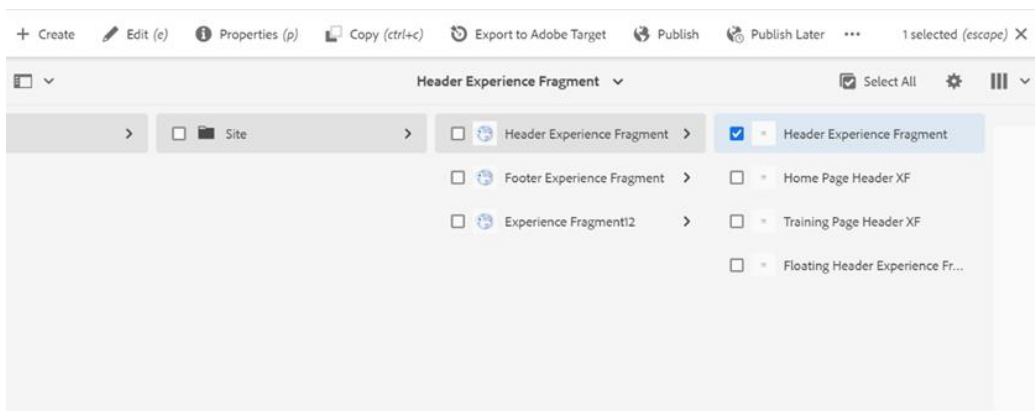 Create Edit (e) Properties (p) Copy (ctrl+c) Export to Adobe Target Publish Publish Later ••• 1 selected (escape)
Header Experience Fragment Select All
Site Header Experience Fragment Header Experience Fragment
Footer Experience Fragment Home Page Header XF
Experience Fragment12 Training Page Header XF
Floating Header Experience Fr...